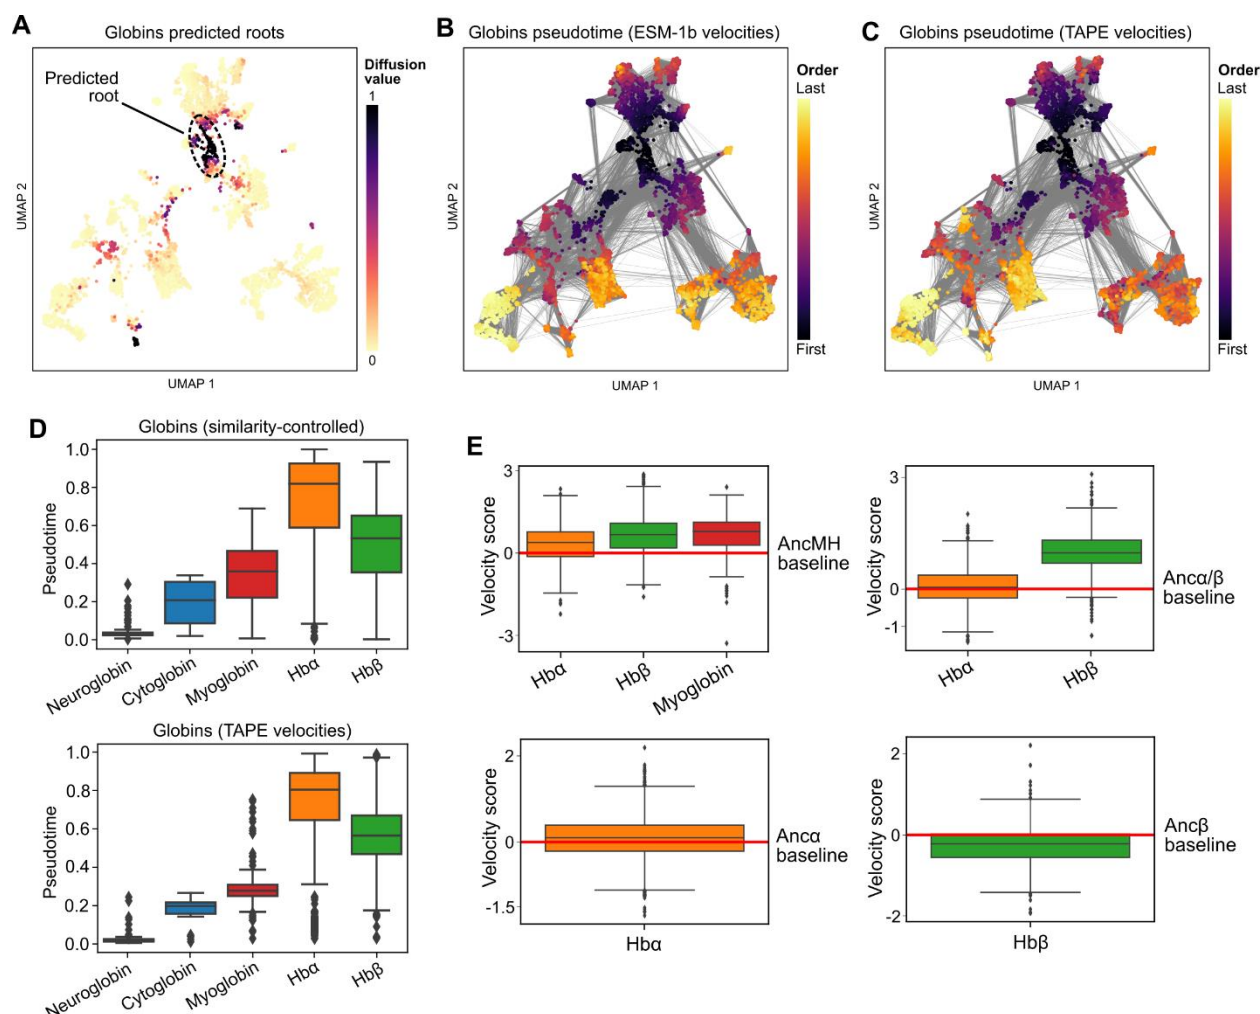 A
Globins predicted roots
Predicted
root
Diffusion
value
1
0
UMAP 2
UMAP 1
B
Globins pseudotime (ESM-1b velocities)
Order
Last
First
UMAP 2
UMAP 1
C
Globins pseudotime (TAPE velocities)
Order
Last
First
UMAP 2
UMAP 1
D
Globins (similarity-controlled)
Pseudotime
1.0
0.8
0.6
0.4
0.2
0.0
Neuroglobin
Cytoglobin
Myoglobin
Hbα
Hbβ
Globins (TAPE velocities)
Pseudotime
1.0
0.8
0.6
0.4
0.2
0.0
Neuroglobin
Cytoglobin
Myoglobin
Hbα
Hbβ
E
Velocity score
3
0
-3
Hbα
Hbβ
Myoglobin
AncMH
baseline
Velocity score
3
1
0
-1
Hbα
Hbβ
Ancα/β
baseline
Velocity score
2
0
-1.5
Hbα
Ancα
baseline
Velocity score
2
0
-2
Hbβ
Ancβ
baseline